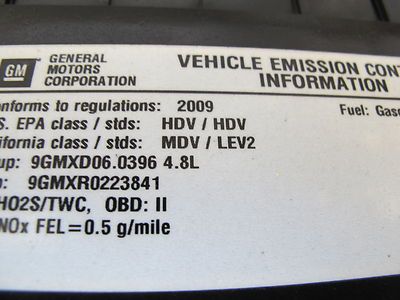 GM GENERAL MOTORS CORPORATION
VEHICLE EMISSION CONT
INFORMATION
onforms to regulations: 2009
Fuel: Gaso
S. EPA class / stds: HDV / HDV
lifornia class / stds: MDV / LEV2
up: 9GMXD06.0396 4.8L
p: 9GMXR0223841
HO2S/TWC, OBD: II
NOx FEL=0.5 g/mile